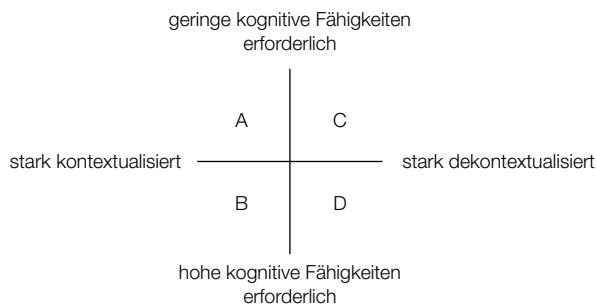 geringe kognitive Fähigkeiten
erforderlich
A
C
stark kontextualisiert
stark dekontextualisiert
B
D
hohe kognitive Fähigkeiten
erforderlich